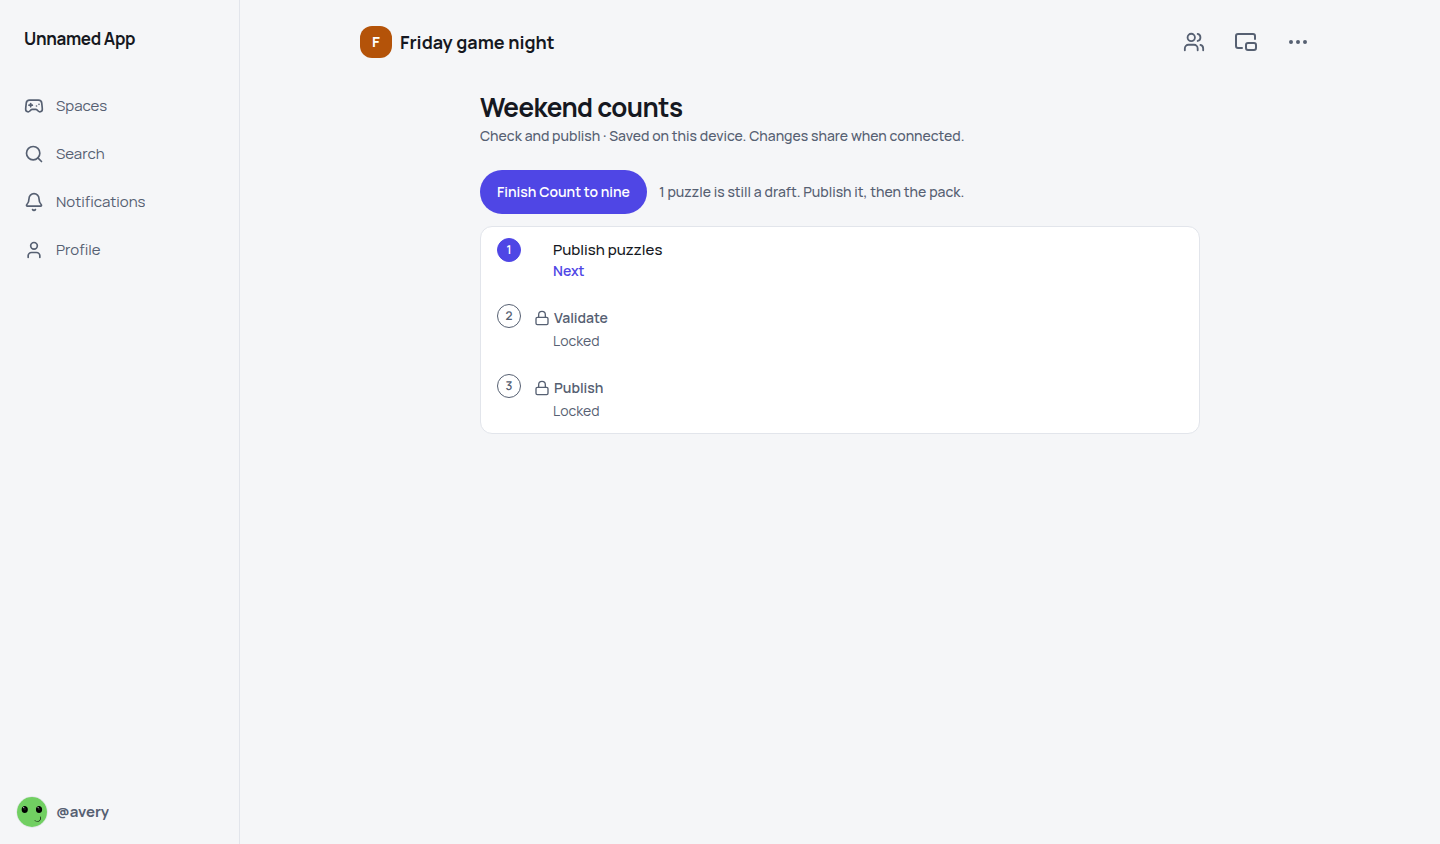 Unnamed App
Spaces
Search
Notifications
Profile
@avery
F Friday game night
Weekend counts
Check and publish · Saved on this device. Changes share when connected.
Finish Count to nine 1 puzzle is still a draft. Publish it, then the pack.
1 Publish puzzles
Next
2 Validate
Locked
3 Publish
Locked